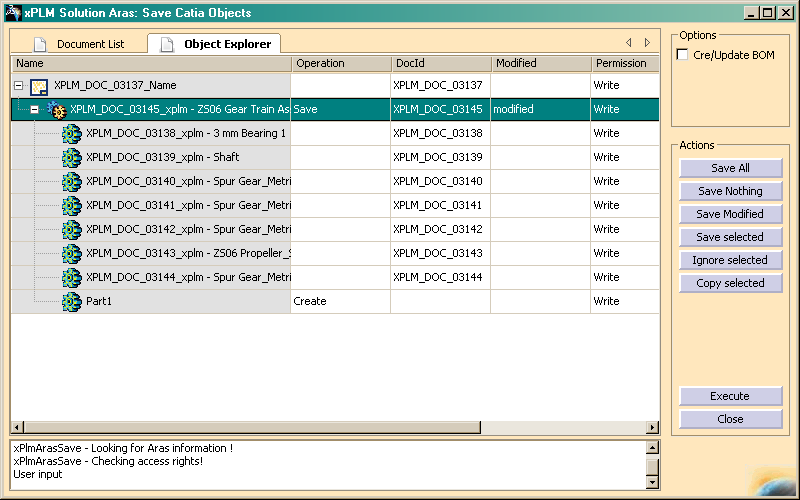 xPLM Solution Aras: Save Catia Objects
Document List Object Explorer
Name Operation DocId Modified Permission
XPLM_DOC_03137_Name XPLM_DOC_03137 Write
XPLM_DOC_03145_xplm - ZS06 Gear Train As Save XPLM_DOC_03145 modified Write
XPLM_DOC_03138_xplm - 3 mm Bearing 1 XPLM_DOC_03138 Write
XPLM_DOC_03139_xplm - Shaft XPLM_DOC_03139 Write
XPLM_DOC_03140_xplm - Spur Gear_Metri XPLM_DOC_03140 Write
XPLM_DOC_03141_xplm - Spur Gear_Metri XPLM_DOC_03141 Write
XPLM_DOC_03142_xplm - Spur Gear_Metri XPLM_DOC_03142 Write
XPLM_DOC_03143_xplm - ZS06 Propeller_S XPLM_DOC_03143 Write
XPLM_DOC_03144_xplm - Spur Gear_Metri XPLM_DOC_03144 Write
Part1 Create Write
xPlmArasSave - Looking for Aras information !
xPlmArasSave - Checking access rights!
User input
Options
Cre/Update BOM
Actions
Save All
Save Nothing
Save Modified
Save selected
Ignore selected
Copy selected
Execute
Close